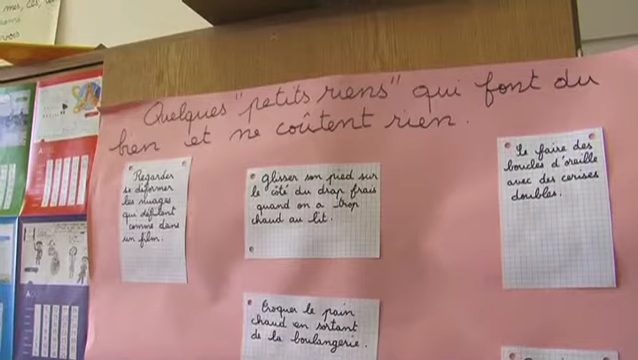 Quelques "petits riens" qui font du
bien et ne coûtent rien.
Regarder
se déformer
les nuages
qui défilent
comme dans
un film.
Glisser son pied sur
le côté du drap frais
quand on a trop
chaud au lit.
Se faire des
boucles d'oreille
avec des cerises
doubles.
Croquer le pain
chaud en sortant
de la boulangerie.